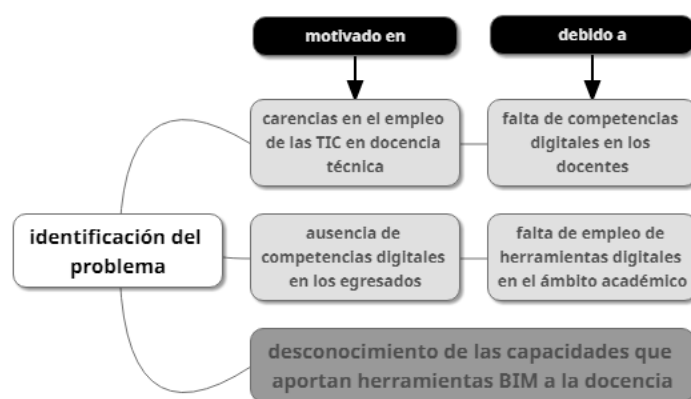 motivado en
debido a
carencias en el empleo
de las TIC en docencia
técnica
falta de competencias
digitales en los
docentes
identificación del
problema
ausencia de
competencias digitales
en los egresados
falta de empleo de
herramientas digitales
en el ámbito académico
desconocimiento de las capacidades que
aportan herramientas BIM a la docencia